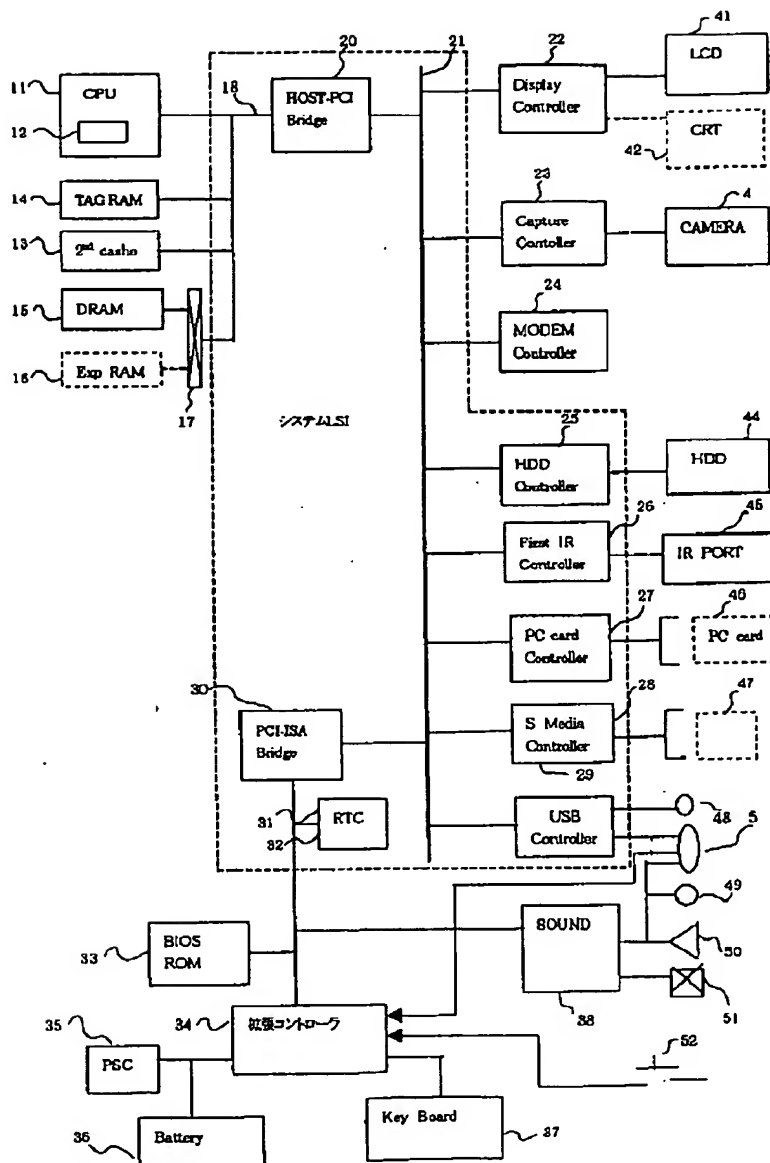 20
21
22
41
11
CPU
12
18
HOST-PCI
Bridge
Display
Controller
LCD
CRT
42
14
TAG RAM
23
4
13
2nd casho
Capture
Contoller
CAMERA
15
DRAM
24
MODEM
Controller
16
Exp RAM
17
システムLSI
25
44
HDD
Controller
HDD
26
45
First IR
Controller
IR PORT
27
46
PC card
Controller
PC card
30
28
47
PCI-ISA
Bridge
S Media
Controller
29
31
RTC
32
USB
Controller
48
5
49
33
BIOS
ROM
SOUND
50
38
51
35
34
拡張コントローラ
52
PSC
36
Battery
Key Board
37